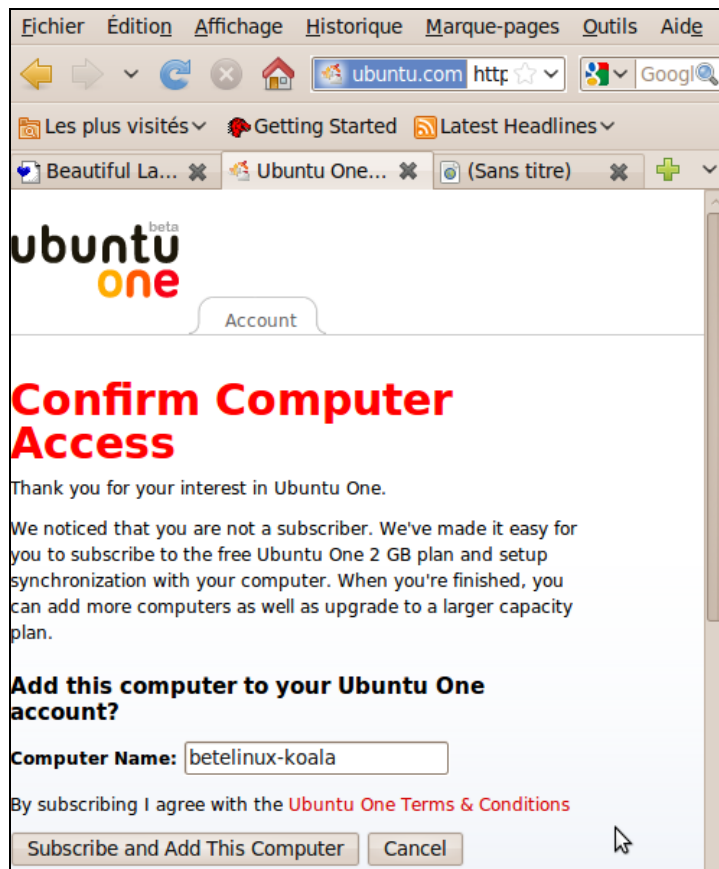 Fichier Édition Affichage Historique Marque-pages Outils Aide
ubuntu.com http Googl
Les plus visités Getting Started Latest Headlines
Beautiful La... Ubuntu One... (Sans titre)
ubuntu beta
one
Account
Confirm Computer
Access
Thank you for your interest in Ubuntu One.
We noticed that you are not a subscriber. We've made it easy for
you to subscribe to the free Ubuntu One 2 GB plan and setup
synchronization with your computer. When you're finished, you
can add more computers as well as upgrade to a larger capacity
plan.
Add this computer to your Ubuntu One
account?
Computer Name: betelinux-koala
By subscribing I agree with the Ubuntu One Terms & Conditions
Subscribe and Add This Computer Cancel